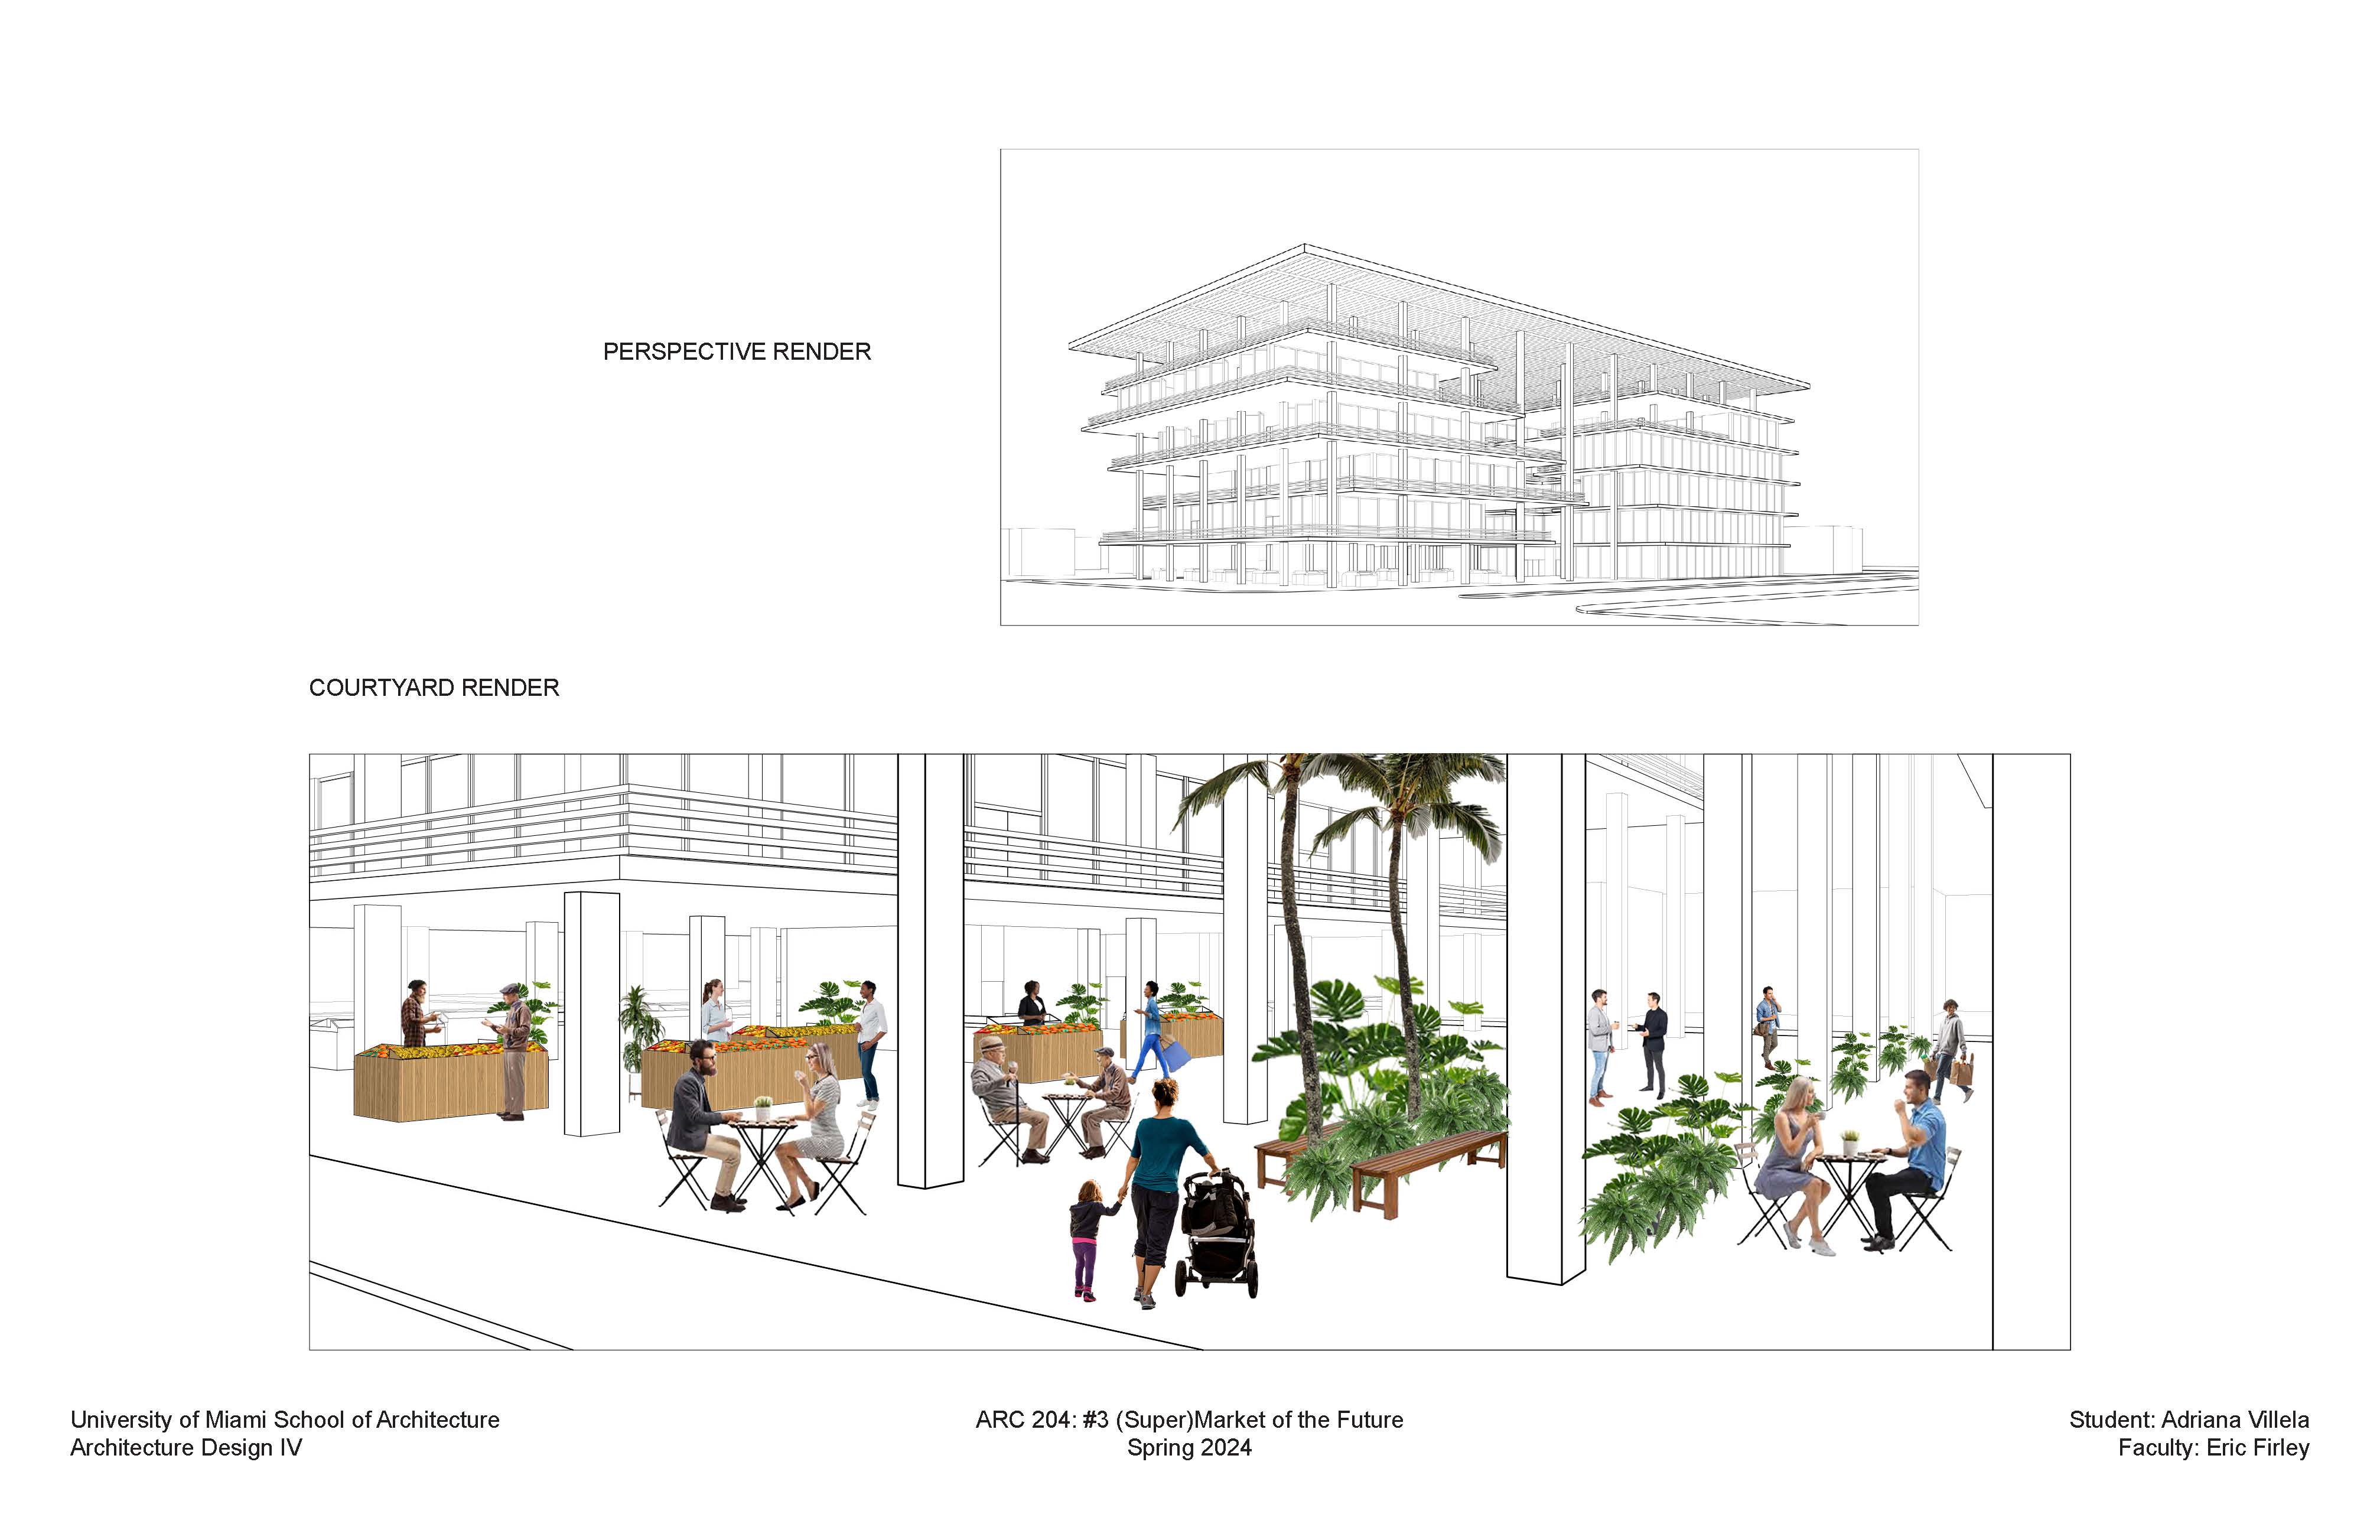 PERSPECTIVE RENDER
COURTYARD RENDER
University of Miami School of Architecture
Architecture Design IV
ARC 204: #3 (Super)Market of the Future
Spring 2024
Student: Adriana Villela
Faculty: Eric Firley